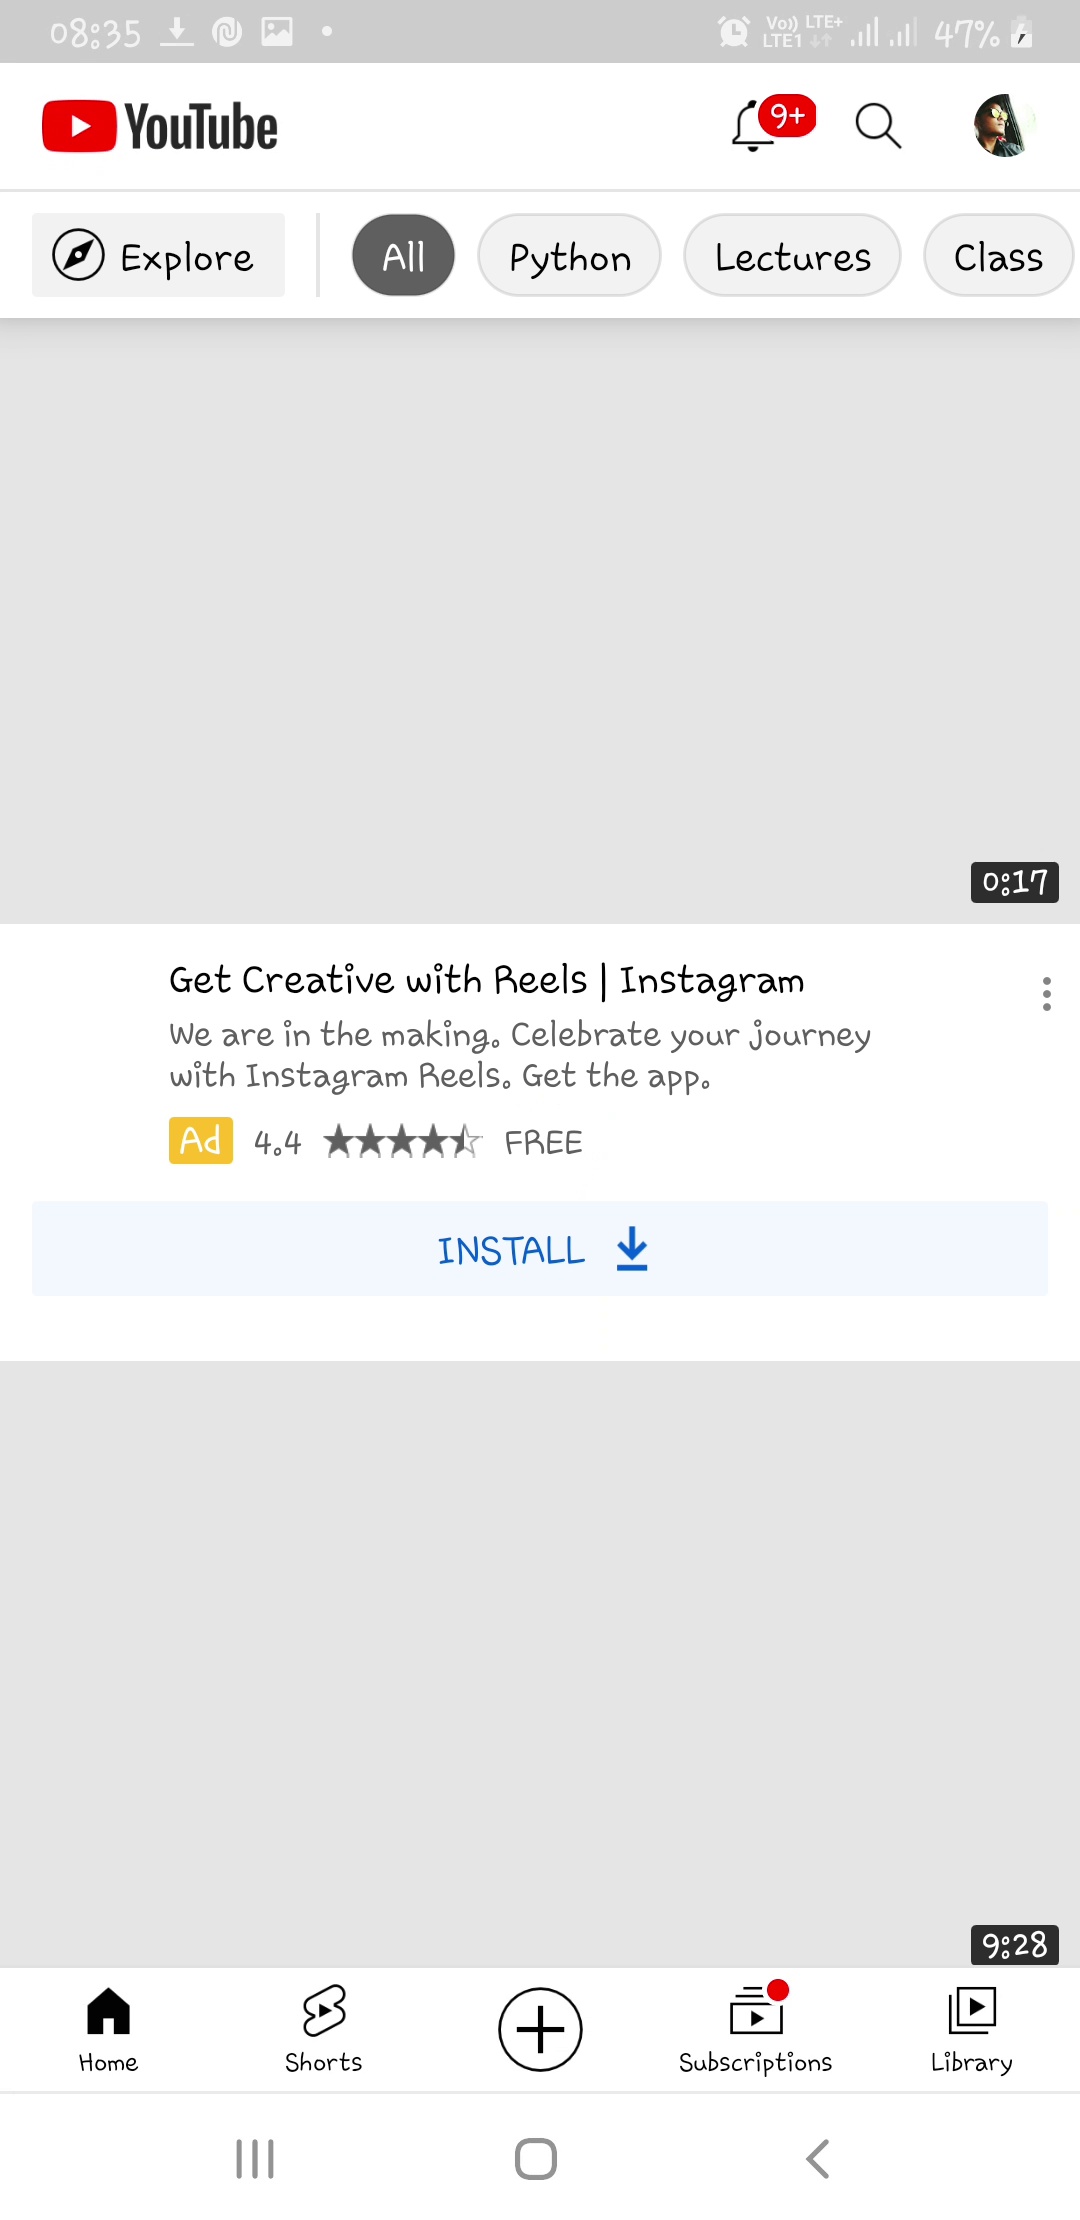 08:35 Vo)) LTE+ LTE1 47%
YouTube 9+
Explore All Python Lectures Class
0:17
Get Creative with Reels | Instagram
We are in the making. Celebrate your journey
with Instagram Reels. Get the app.
Ad 4.4 FREE
INSTALL
9:28
Home Shorts Subscriptions Library